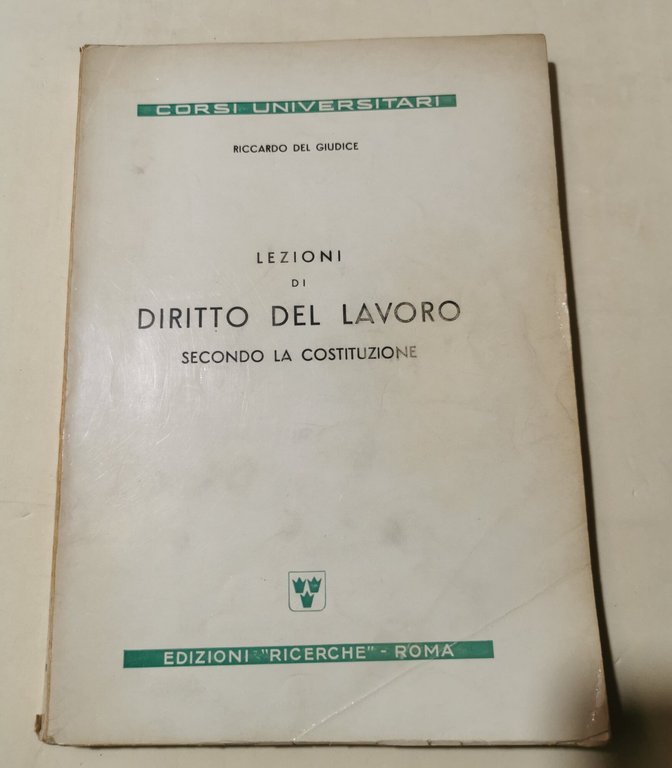 CORSI UNIVERSITARI
RICCARDO DEL GIUDICE
LEZIONI
DI
DIRITTO DEL LAVORO
SECONDO LA COSTITUZIONE
EDIZIONI "RICERCHE" - ROMA